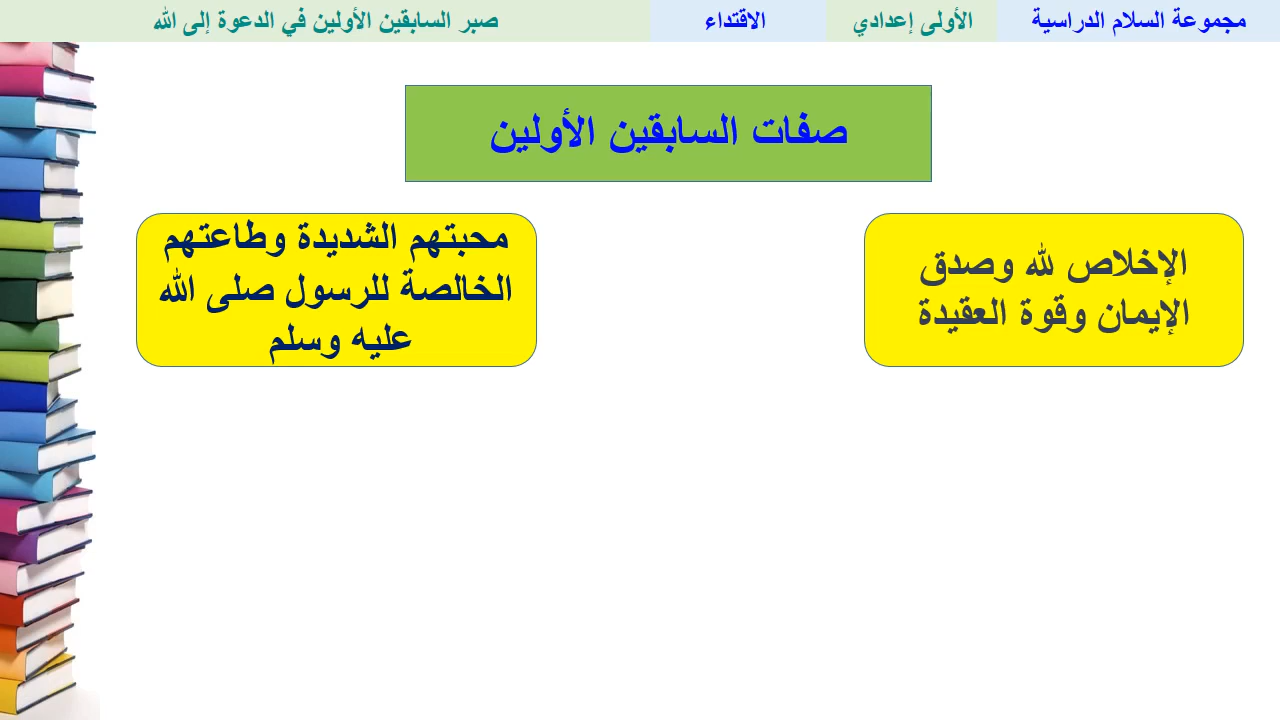 مجموعة السلام الدراسية
الأولى إعدادي
الاقتداء
صبر السابقين الأولين في الدعوة إلى الله
صفات السابقين الأولين
الإخلاص لله وصدق
الإيمان وقوة العقيدة
محبتهم الشديدة وطاعتهم
الخالصة للرسول صلى الله
عليه وسلم